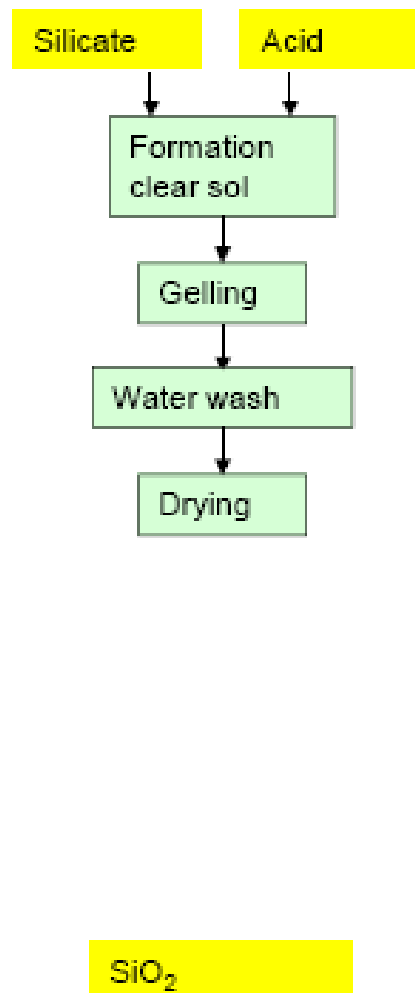 Silicate
Acid
Formation
clear sol
Gelling
Water wash
Drying
SiO₂